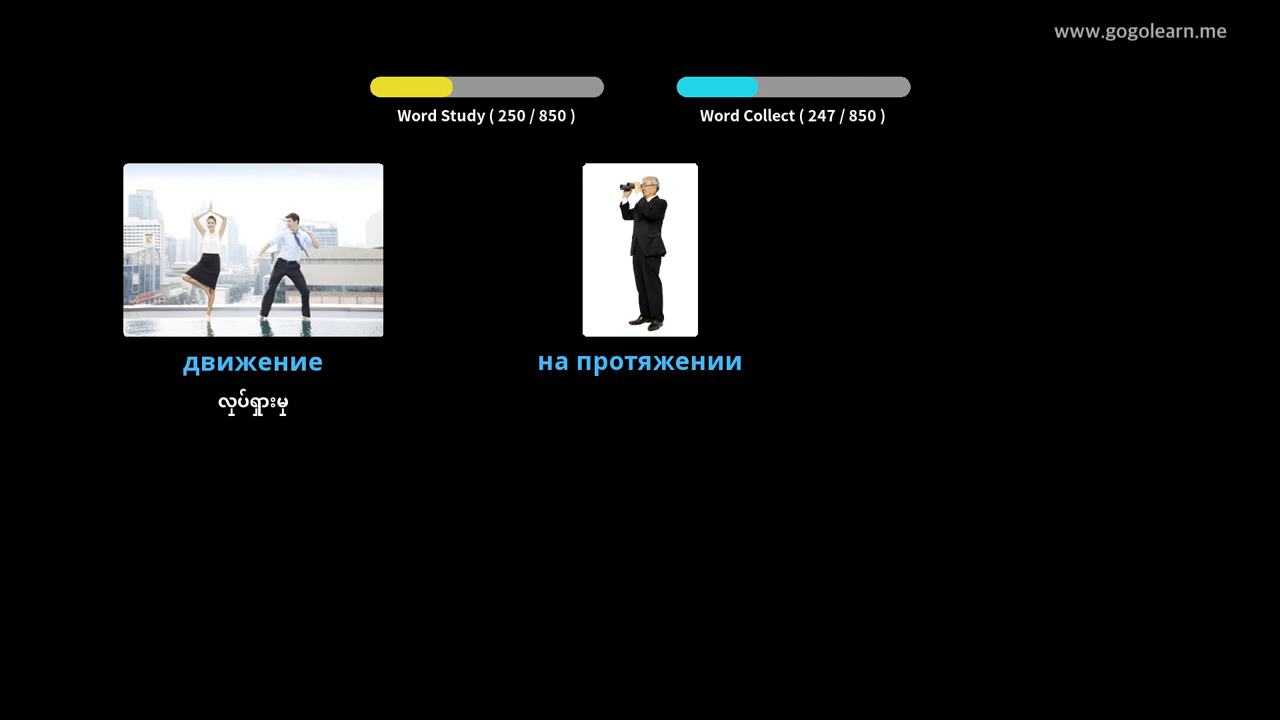 www.gogolearn.me
Word Study ( 250 / 850 )
Word Collect ( 247 / 850 )
движение
на протяжении
လှုပ်ရှားမှု